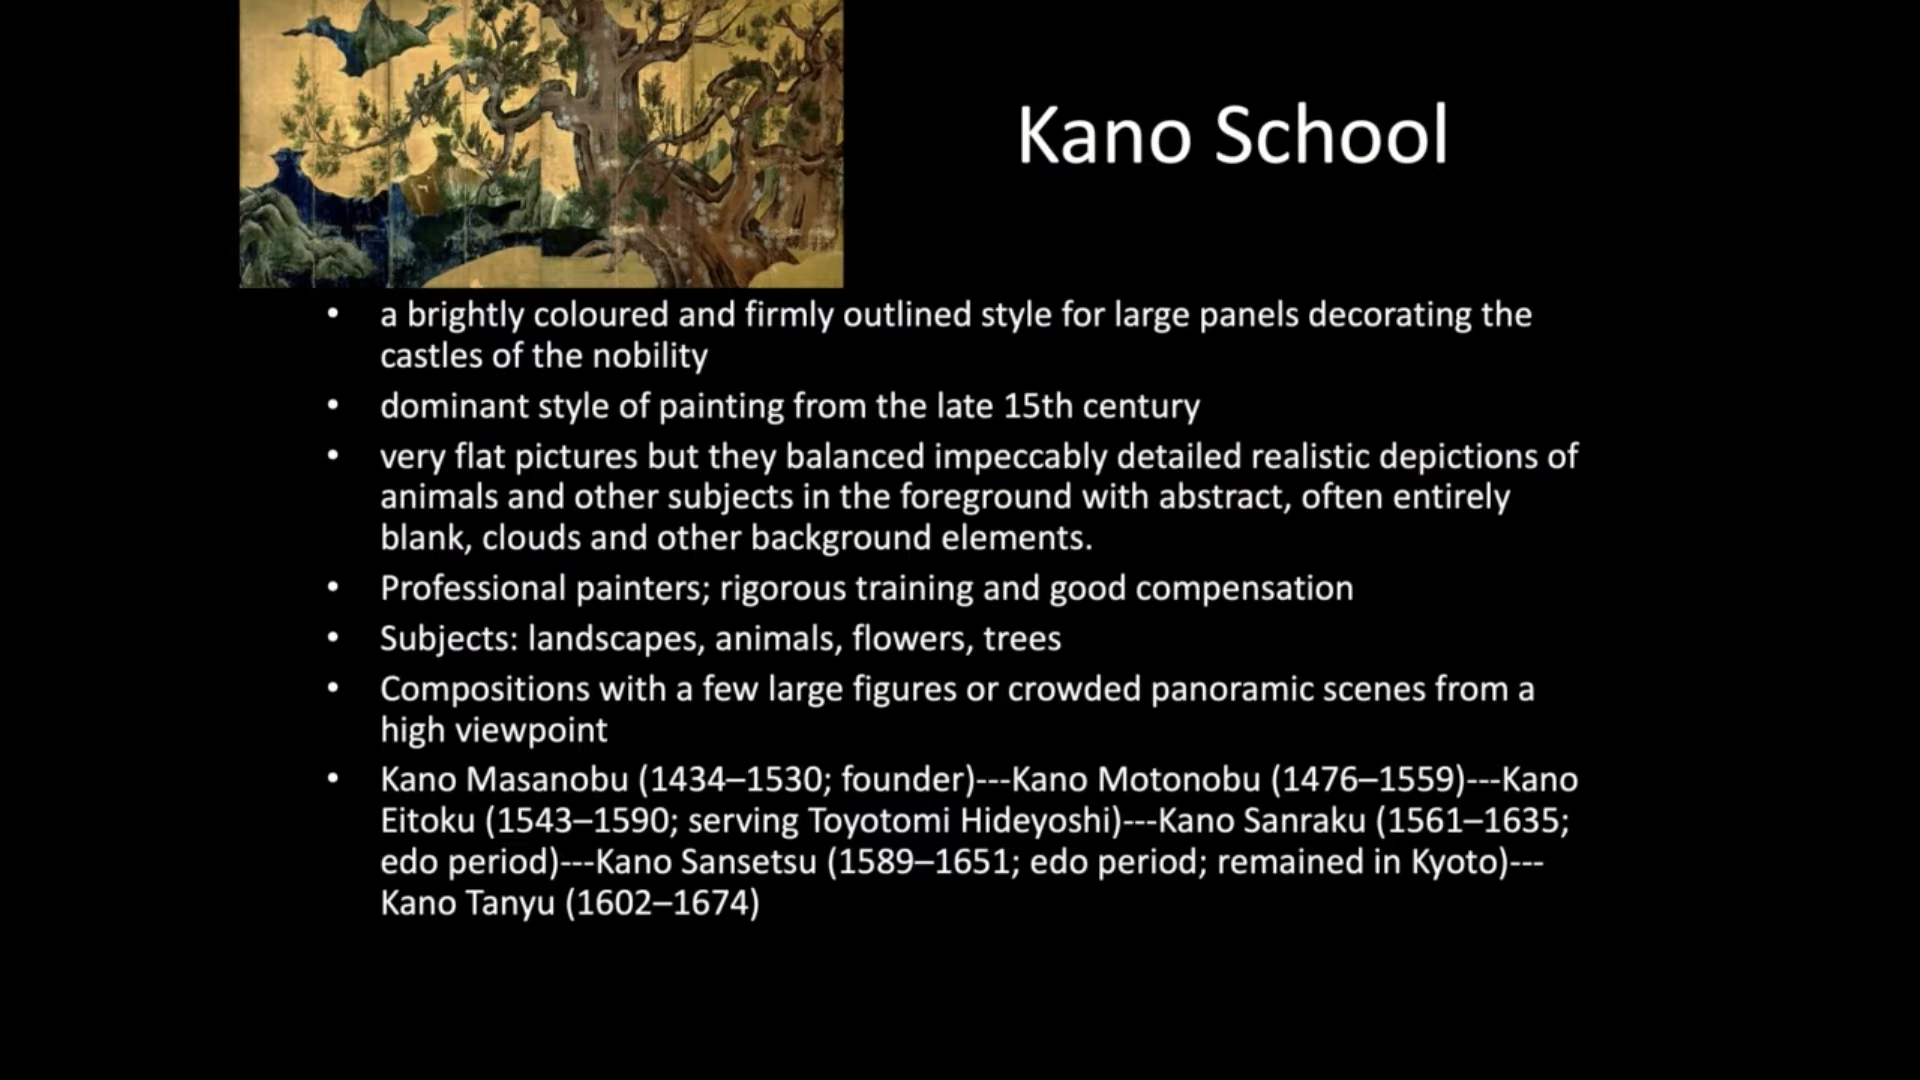 Kano School
• a brightly coloured and firmly outlined style for large panels decorating the
castles of the nobility
• dominant style of painting from the late 15th century
• very flat pictures but they balanced impeccably detailed realistic depictions of
animals and other subjects in the foreground with abstract, often entirely
blank, clouds and other background elements.
• Professional painters; rigorous training and good compensation
• Subjects: landscapes, animals, flowers, trees
• Compositions with a few large figures or crowded panoramic scenes from a
high viewpoint
• Kano Masanobu (1434–1530; founder)---Kano Motonobu (1476–1559)---Kano
Eitoku (1543–1590; serving Toyotomi Hideyoshi)---Kano Sanraku (1561–1635;
edo period)---Kano Sansetsu (1589–1651; edo period; remained in Kyoto)---
Kano Tanyu (1602–1674)